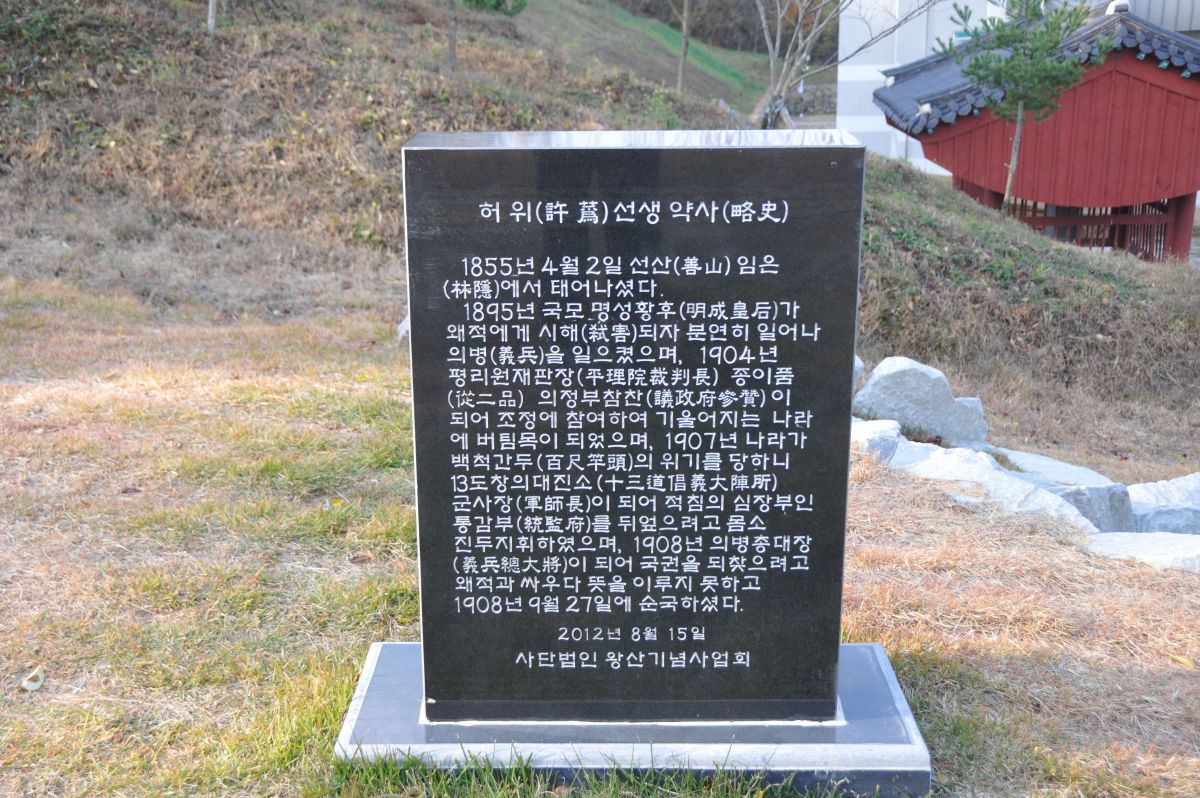 허 위(許 蔿)선생 약사(略史)
1855년 4월 2일 선산(善山) 임은
(林隱)에서 태어나셨다.
1895년 국모 명성황후(明成皇后)가
왜적에게 시해(弑害)되자 분연히 일어나
의병(義兵)을 일으켰으며, 1904년
평리원재판장(平理院裁判長) 종이품
(從二品) 의정부참찬(議政府參贊)이
되어 조정에 참여하여 기울어지는 나라
에 버팀목이 되었으며, 1907년 나라가
백척간두(百尺竿頭)의 위기를 당하니
13도창의대진소(十三道倡義大陣所)
군사장(軍師長)이 되어 적침의 심장부인
통감부(統監府)를 뒤엎으려고 몸소
진두지휘하였으며, 1908년 의병총대장
(義兵總大將)이 되어 국권을 되찾으려고
왜적과 싸우다 뜻을 이루지 못하고
1908년 9월 27일에 순국하셨다.
2012년 8월 15일
사단법인 왕산기념사업회